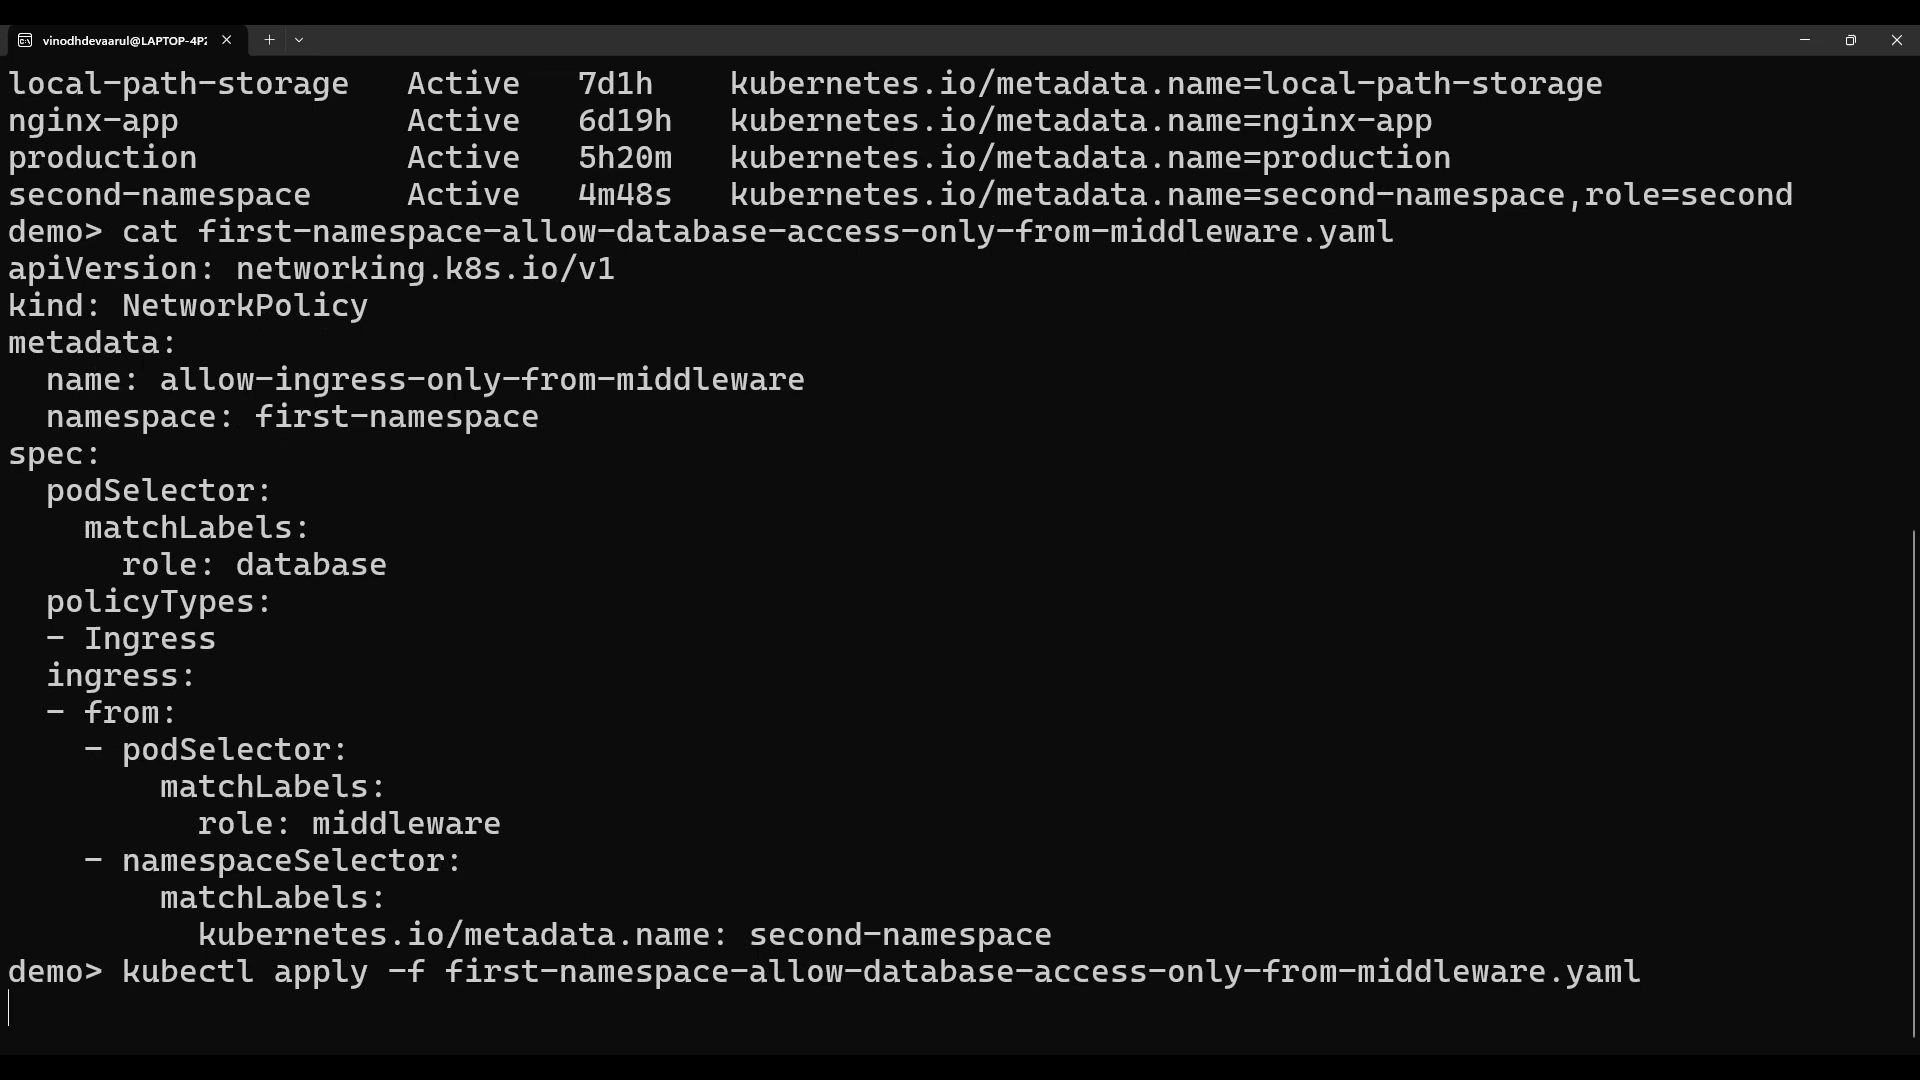 vinodhdevaarul@LAPTOP-4P2
local-path-storage   Active   7d1h    kubernetes.io/metadata.name=local-path-storage
nginx-app            Active   6d19h   kubernetes.io/metadata.name=nginx-app
production           Active   5h20m   kubernetes.io/metadata.name=production
second-namespace     Active   4m48s   kubernetes.io/metadata.name=second-namespace,role=second
demo> cat first-namespace-allow-database-access-only-from-middleware.yaml
apiVersion: networking.k8s.io/v1
kind: NetworkPolicy
metadata:
  name: allow-ingress-only-from-middleware
  namespace: first-namespace
spec:
  podSelector:
    matchLabels:
      role: database
  policyTypes:
  - Ingress
  ingress:
  - from:
    - podSelector:
        matchLabels:
          role: middleware
    - namespaceSelector:
        matchLabels:
          kubernetes.io/metadata.name: second-namespace
demo> kubectl apply -f first-namespace-allow-database-access-only-from-middleware.yaml